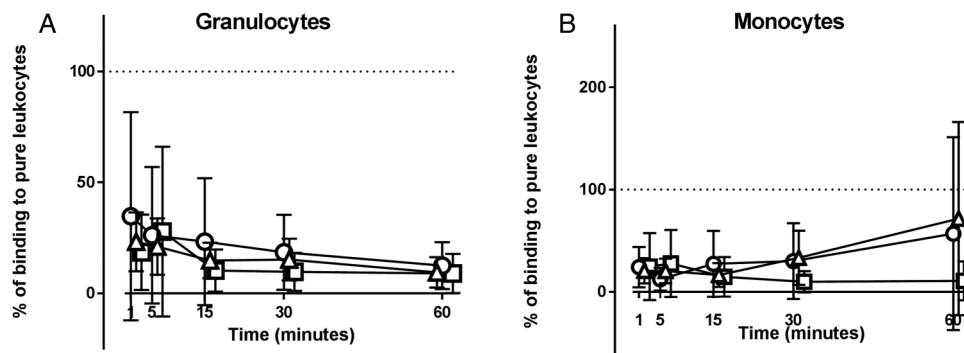 A
Granulocytes
% of binding to pure leukocytes
100
50
0
1 5 15 30 60
Time (minutes)
B
Monocytes
% of binding to pure leukocytes
200
100
0
1 5 15 30 60
Time (minutes)